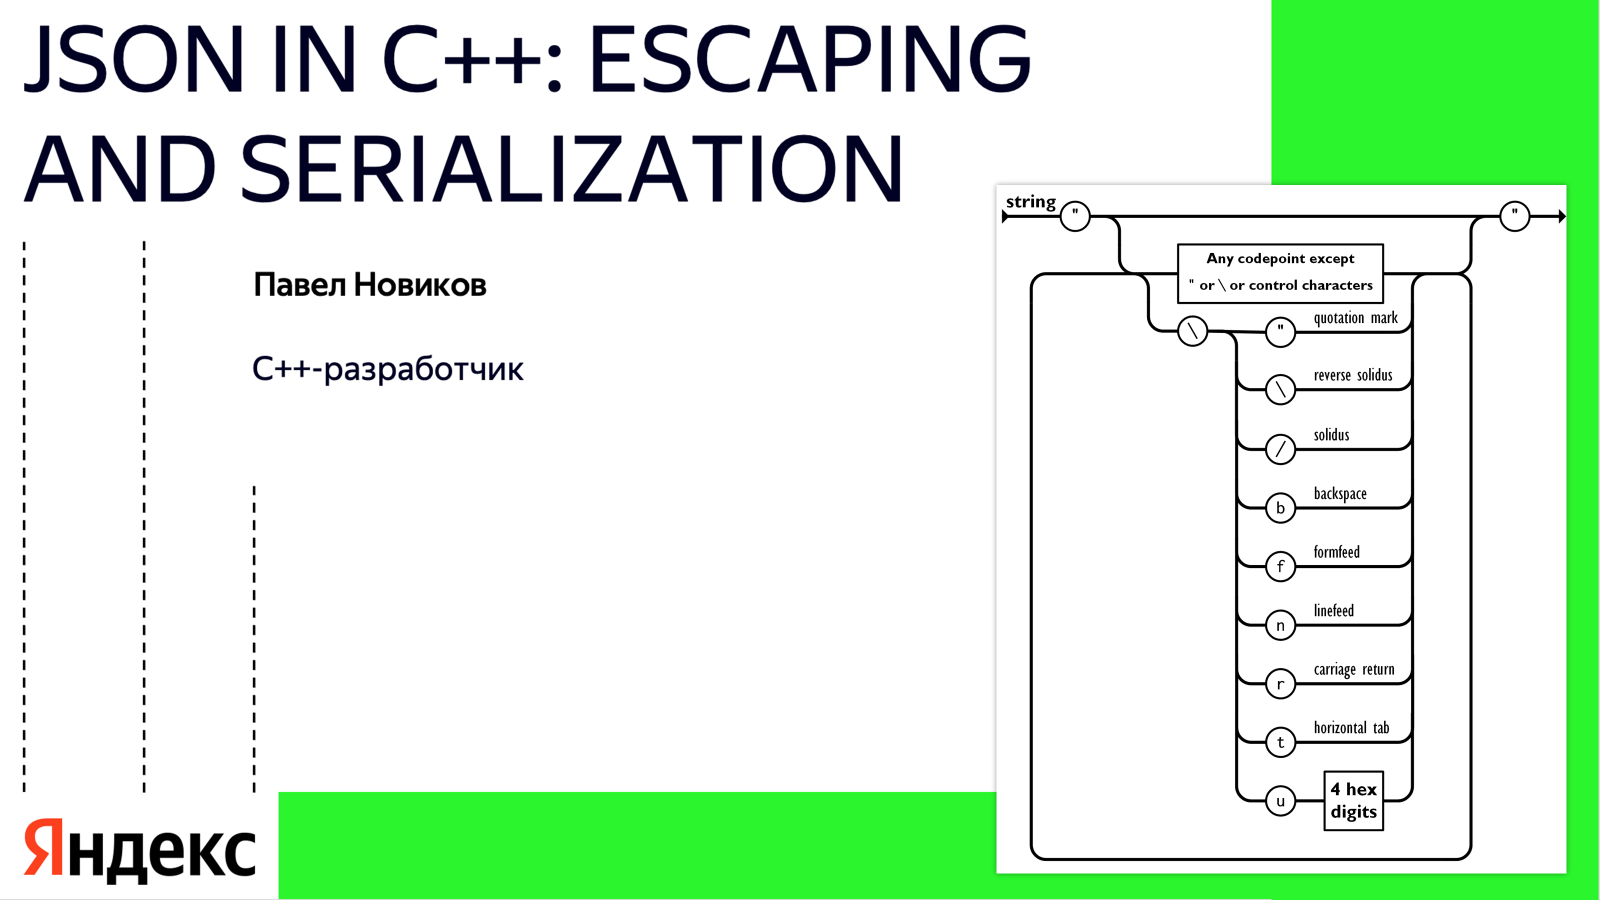 JSON IN C++: ESCAPING
AND SERIALIZATION
Павел Новиков
C++-разработчик
Яндекс
string
"
"
Any codepoint except
" or \ or control characters
\
" quotation mark
\ reverse solidus
/ solidus
b backspace
f formfeed
n linefeed
r carriage return
t horizontal tab
u 4 hex
digits